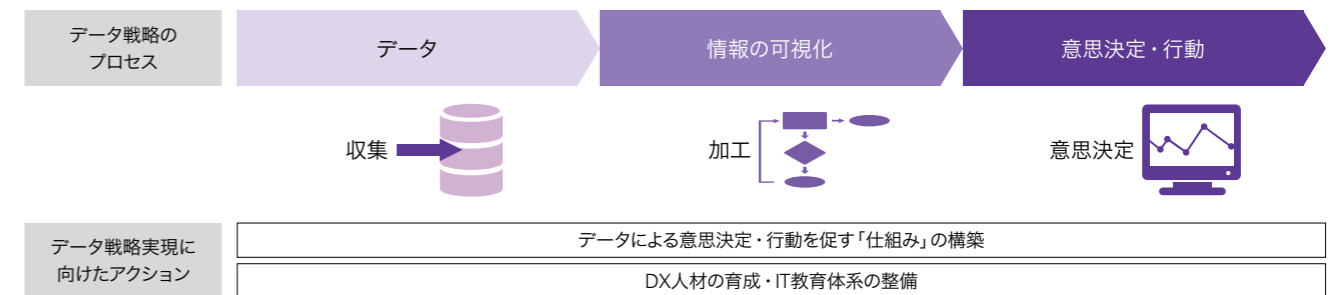 データ戦略の
プロセス
データ
情報の可視化
意思決定・行動
収集
加工
意思決定
データ戦略実現に
向けたアクション
データによる意思決定・行動を促す「仕組み」の構築
DX人材の育成・IT教育体系の整備